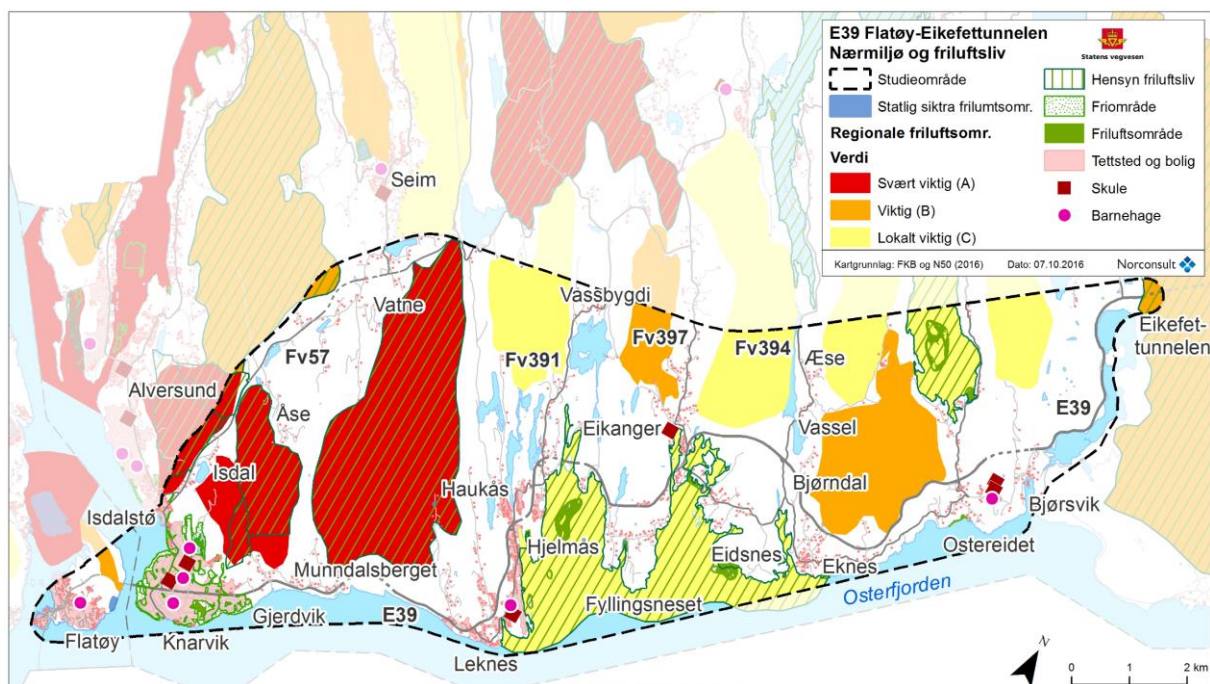 E39 Flatøy-Eikefettunnelen
Nærmiljø og friluftsliv
Statens vegvesen
Studieområde
Statlig siktra frilumtsomr.
Regionale friluftsomr.
Verdi
Svært viktig (A)
Viktig (B)
Lokalt viktig (C)
Hensyn friluftsliv
Friområde
Friluftsområde
Tettsted og bolig
Skule
Barnehage
Kartgrunnlag: FKB og N50 (2016)
Dato: 07.10.2016
Norconsult
Seim
Vatne
Vassbygdi
Eikefet-
tunnelen
Fv57
Fv391
Fv397
Fv394
Æse
Alversund
Åse
E39
Eikanger
Vassel
Isdal
Haukås
Bjørndal
Isdalstø
Bjørsvik
Hjelmås
Eidsnes
Ostereidet
Munndalsberget
Eknes
Fyllingsneset
Osterfjorden
Gjerdvik
E39
Flatøy
Knarvik
Leknes
N
0 1 2 km